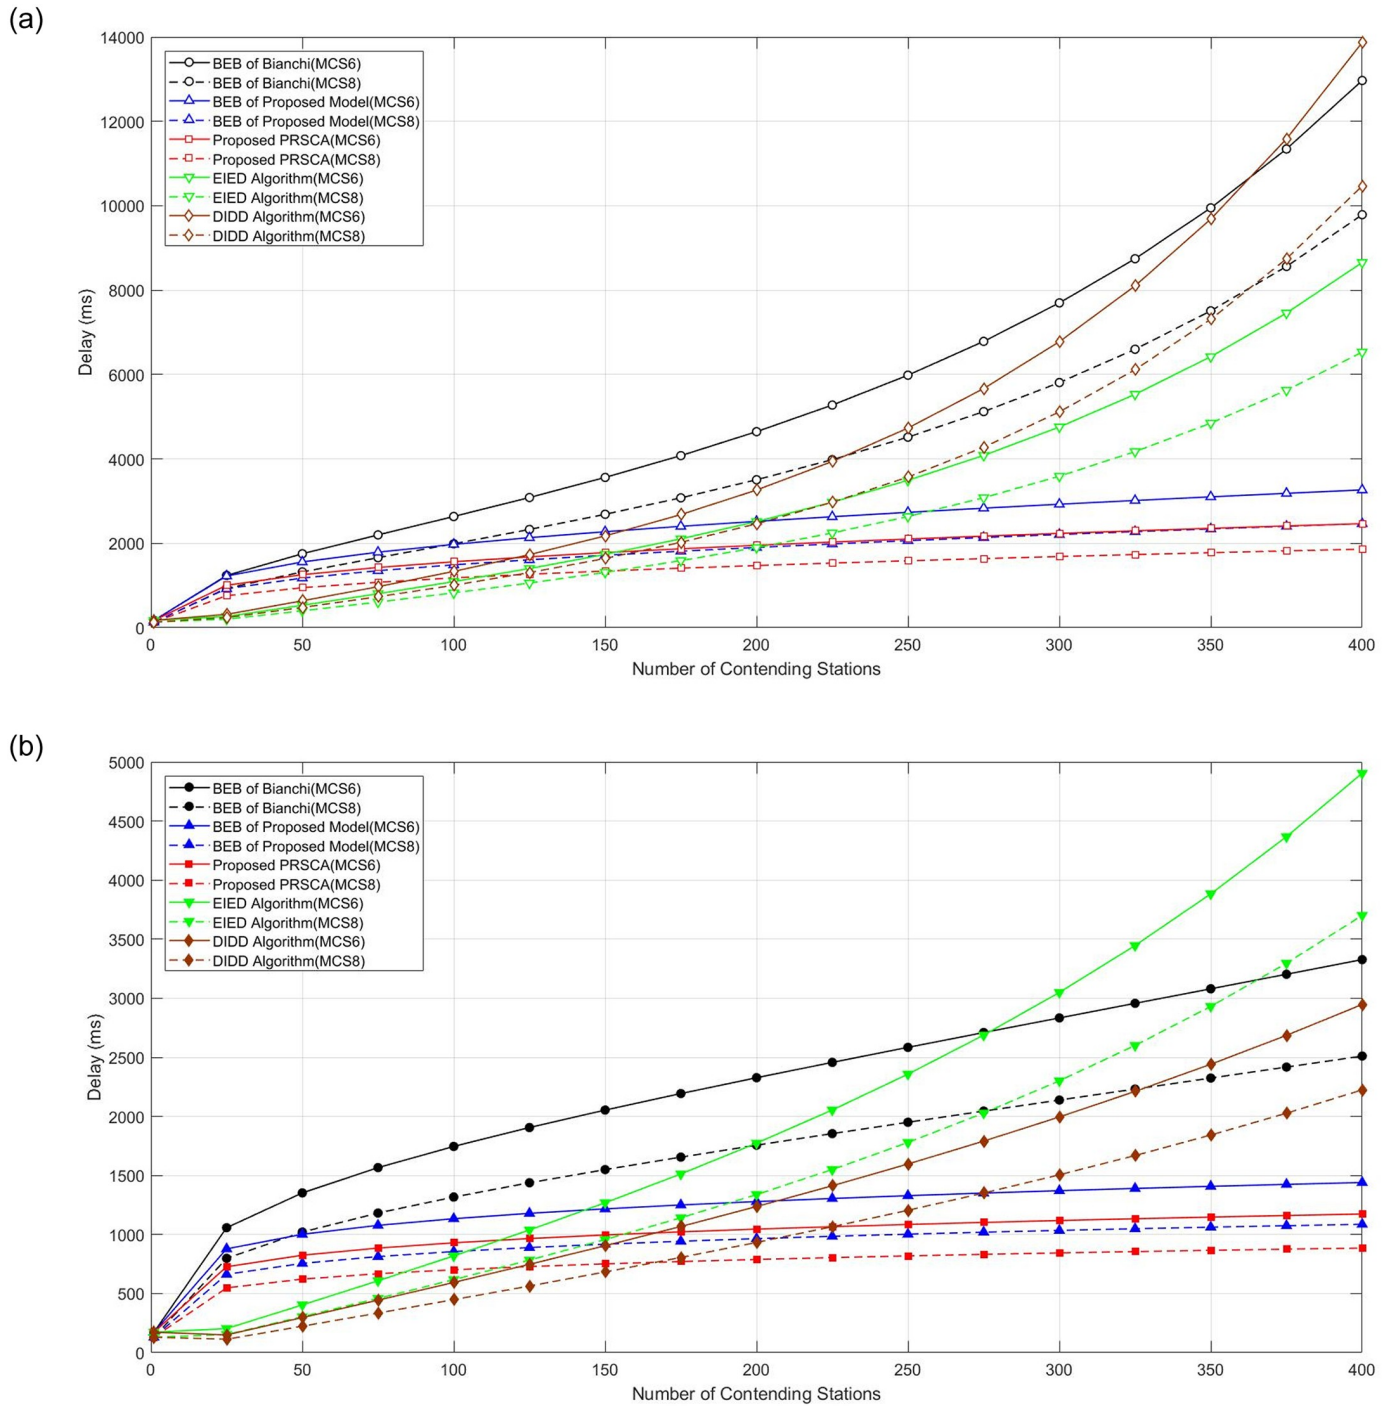 (a)
14000
12000
10000
8000
6000
4000
2000
0
Delay (ms)
BEB of Bianchi(MCS6)
BEB of Bianchi(MCS8)
BEB of Proposed Model(MCS6)
BEB of Proposed Model(MCS8)
Proposed PRSCA(MCS6)
Proposed PRSCA(MCS8)
EIED Algorithm(MCS6)
EIED Algorithm(MCS8)
DIDD Algorithm(MCS6)
DIDD Algorithm(MCS8)
0 50 100 150 200 250 300 350 400
Number of Contending Stations
(b)
5000
4500
4000
3500
3000
2500
2000
1500
1000
500
0
Delay (ms)
BEB of Bianchi(MCS6)
BEB of Bianchi(MCS8)
BEB of Proposed Model(MCS6)
BEB of Proposed Model(MCS8)
Proposed PRSCA(MCS6)
Proposed PRSCA(MCS8)
EIED Algorithm(MCS6)
EIED Algorithm(MCS8)
DIDD Algorithm(MCS6)
DIDD Algorithm(MCS8)
0 50 100 150 200 250 300 350 400
Number of Contending Stations